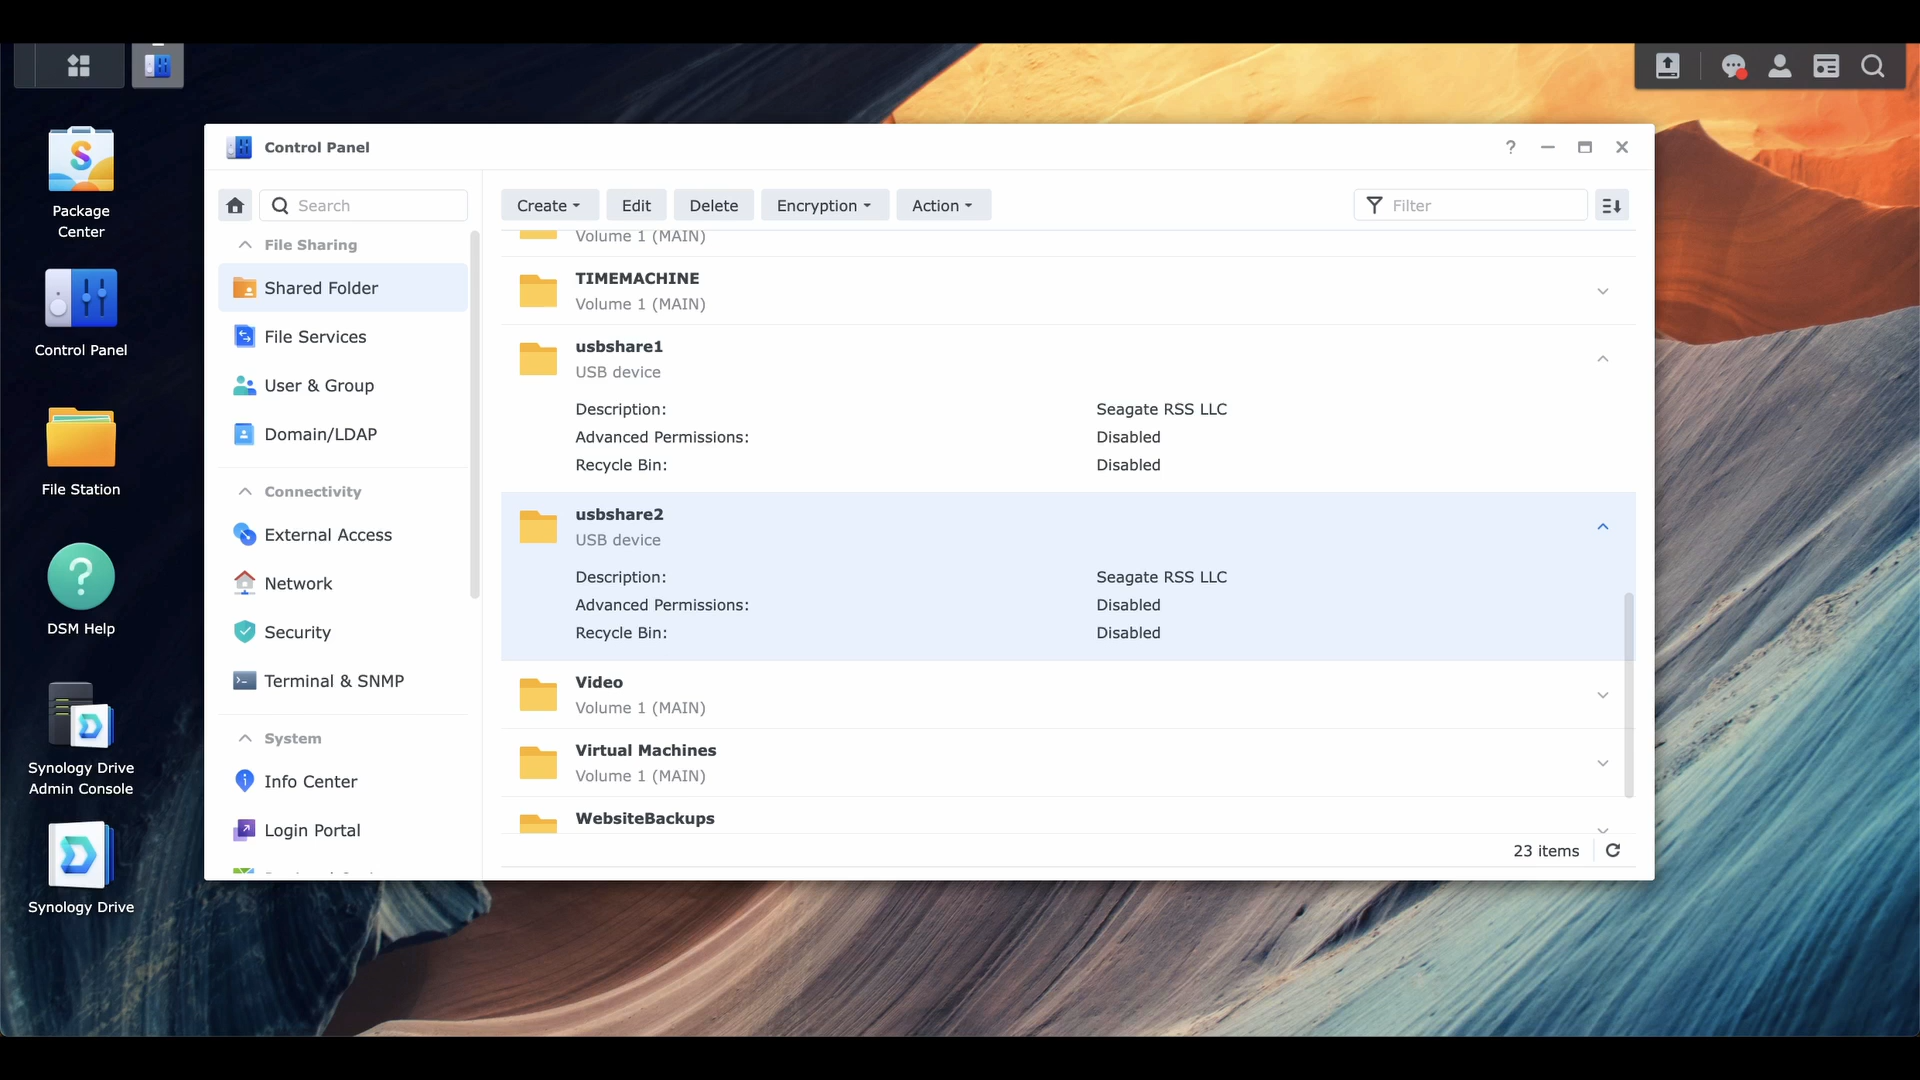 Control Panel
Search
Create
Edit
Delete
Encryption
Action
Filter
File Sharing
Shared Folder
File Services
User & Group
Domain/LDAP
Connectivity
External Access
Network
Security
Terminal & SNMP
System
Info Center
Login Portal
Volume 1 (MAIN)
TIMEMACHINE
Volume 1 (MAIN)
usbshare1
USB device
Description: Seagate RSS LLC
Advanced Permissions: Disabled
Recycle Bin: Disabled
usbshare2
USB device
Description: Seagate RSS LLC
Advanced Permissions: Disabled
Recycle Bin: Disabled
Video
Volume 1 (MAIN)
Virtual Machines
Volume 1 (MAIN)
WebsiteBackups
23 items
Package
Center
Control Panel
File Station
DSM Help
Synology Drive
Admin Console
Synology Drive